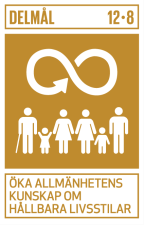 DELMÅL 12·8
ÖKA ALLMÄNHETENS
KUNSKAP OM
HÅLLBARA LIVSSTILAR